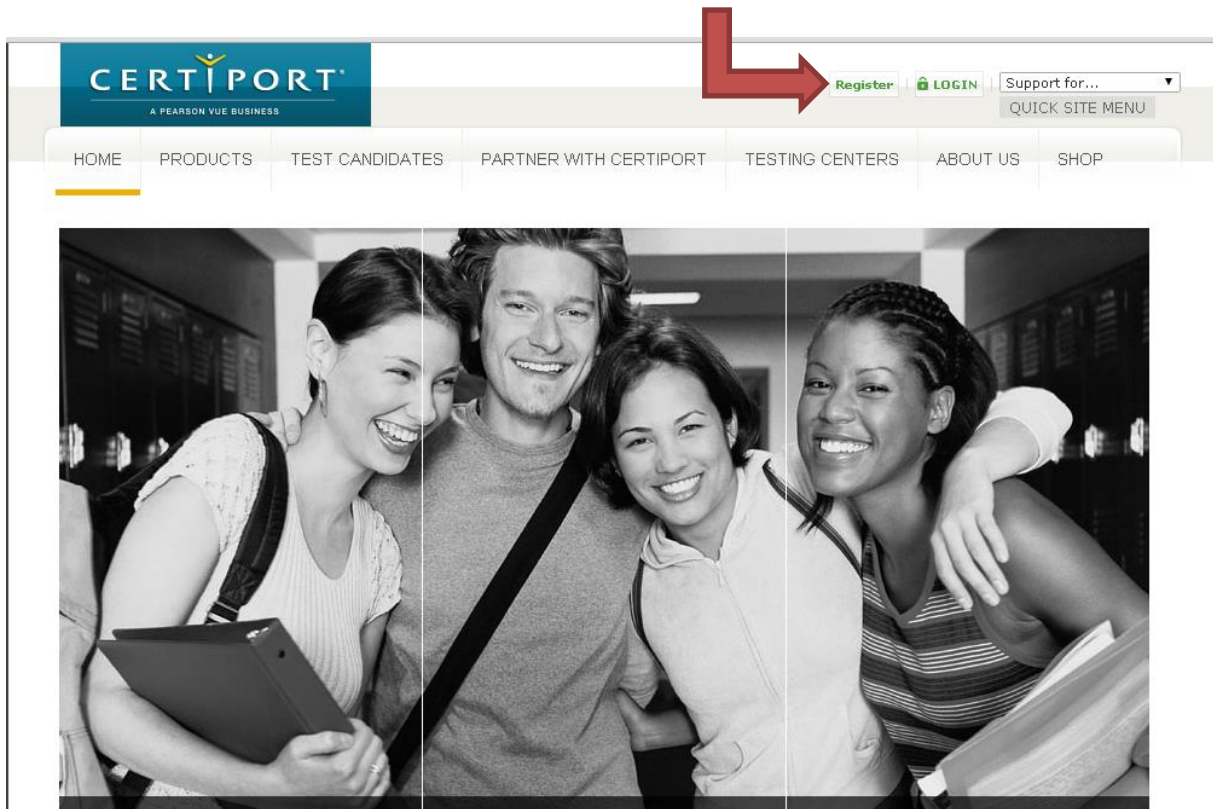 CERTIPORT®
A PEARSON VUE BUSINESS
Register LOGIN Support for...
QUICK SITE MENU
HOME PRODUCTS TEST CANDIDATES PARTNER WITH CERTIPORT TESTING CENTERS ABOUT US SHOP